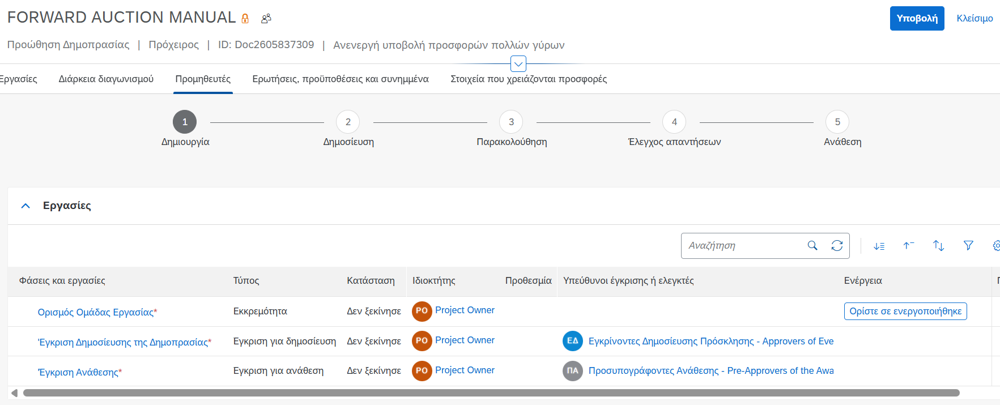 FORWARD AUCTION MANUAL
Υποβολή
Κλείσιμο
Προώθηση Δημοπρασίας | Πρόχειρος | ID: Doc2605837309 | Ανενεργή υποβολή προσφορών πολλών γύρων
Εργασίες
Διάρκεια διαγωνισμού
Προμηθευτές
Ερωτήσεις, προϋποθέσεις και συνημμένα
Στοιχεία που χρειάζονται προσφορές
1 2 3 4 5
Δημιουργία Δημοσίευση Παρακολούθηση Έλεγχος απαντήσεων Ανάθεση
Εργασίες
Αναζήτηση
Φάσεις και εργασίες Τύπος Κατάσταση Ιδιοκτήτης Προθεσμία Υπεύθυνοι έγκρισης ή ελεγκτές Ενέργεια
Ορισμός Ομάδας Εργασίας* Εκκρεμότητα Δεν ξεκίνησε PO Project Owner Ορίστε σε ενεργοποιήθηκε
'Εγκριση Δημοσίευσης της Δημοπρασίας* Εγκριση για δημοσίευση Δεν ξεκίνησε PO Project Owner ΕΔ Εγκρίνοντες Δημοσίευσης Πρόσκλησης - Approvers of Eve
Έγκριση Ανάθεσης* Εγκριση για ανάθεση Δεν ξεκίνησε PO Project Owner ΠΑ Προσυπογράφοντες Ανάθεσης - Pre-Approvers of the Awa